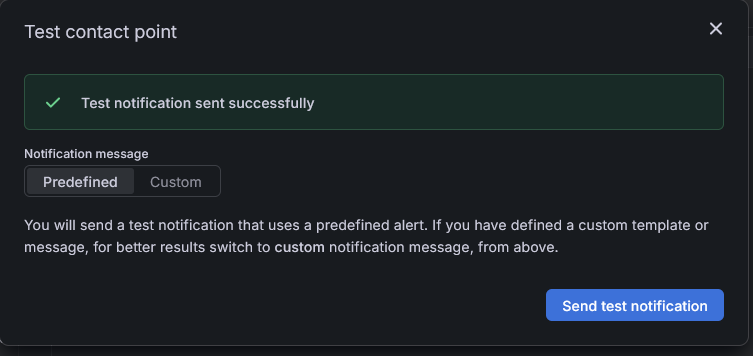 Test contact point
Test notification sent successfully
Notification message
Predefined Custom
You will send a test notification that uses a predefined alert. If you have defined a custom template or
message, for better results switch to custom notification message, from above.
Send test notification